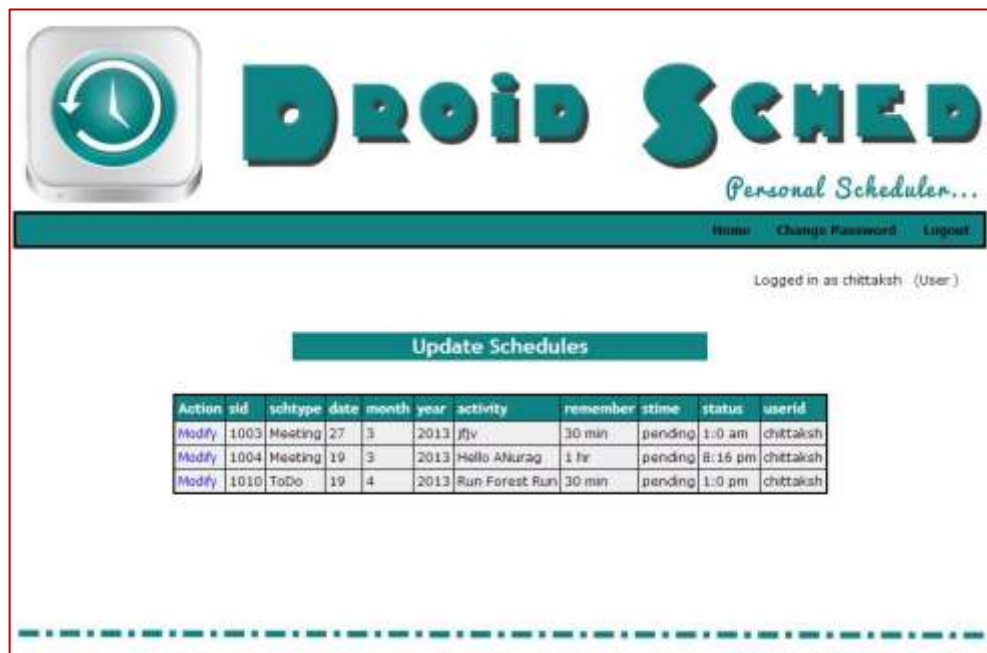 Droid Sched
Personal Scheduler...
Home Change Password Logout
Logged in as chittaksh (User )
Update Schedules
Action sid schtype date month year activity remember stime status userid
Modify 1003 Meeting 27 3 2013 jfjv 30 min pending 1:0 am chittaksh
Modify 1004 Meeting 19 3 2013 Hello ANurag 1 hr pending 8:16 pm chittaksh
Modify 1010 ToDo 19 4 2013 Run Forest Run 30 min pending 1:0 pm chittaksh